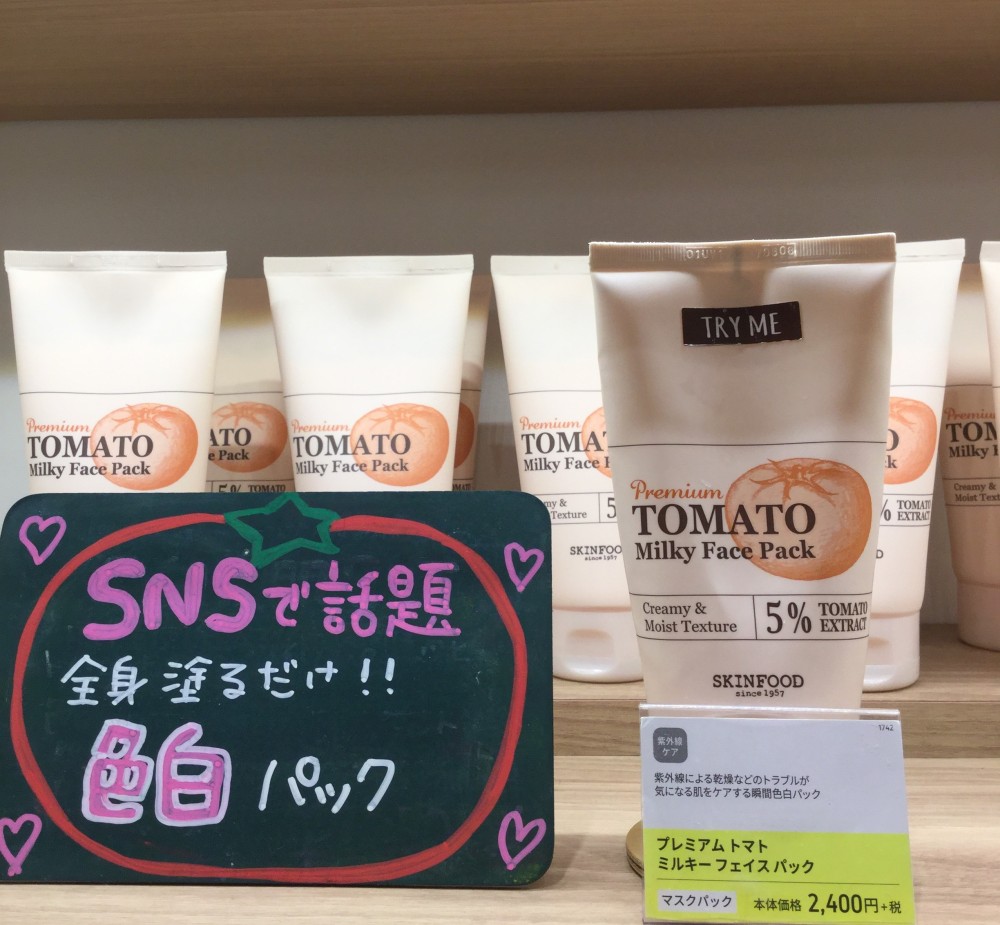 TRY ME
Premium
TOMATO
Milky Face Pack
Creamy &
Moist Texture
5%
TOMATO
EXTRACT
SKINFOOD
since 1957
Premium
TOMATO
Milky Face Pack
Premium
TOMATO
Milky Face Pack
SNSで話題
全身 塗るだけ!!
色白 パック
1742
紫外線
ケア
紫外線による乾燥などのトラブルが
気になる肌をケアする瞬間色白パック
プレミアム トマト
ミルキー フェイス パック
マスクパック 本体価格 2,400円+税